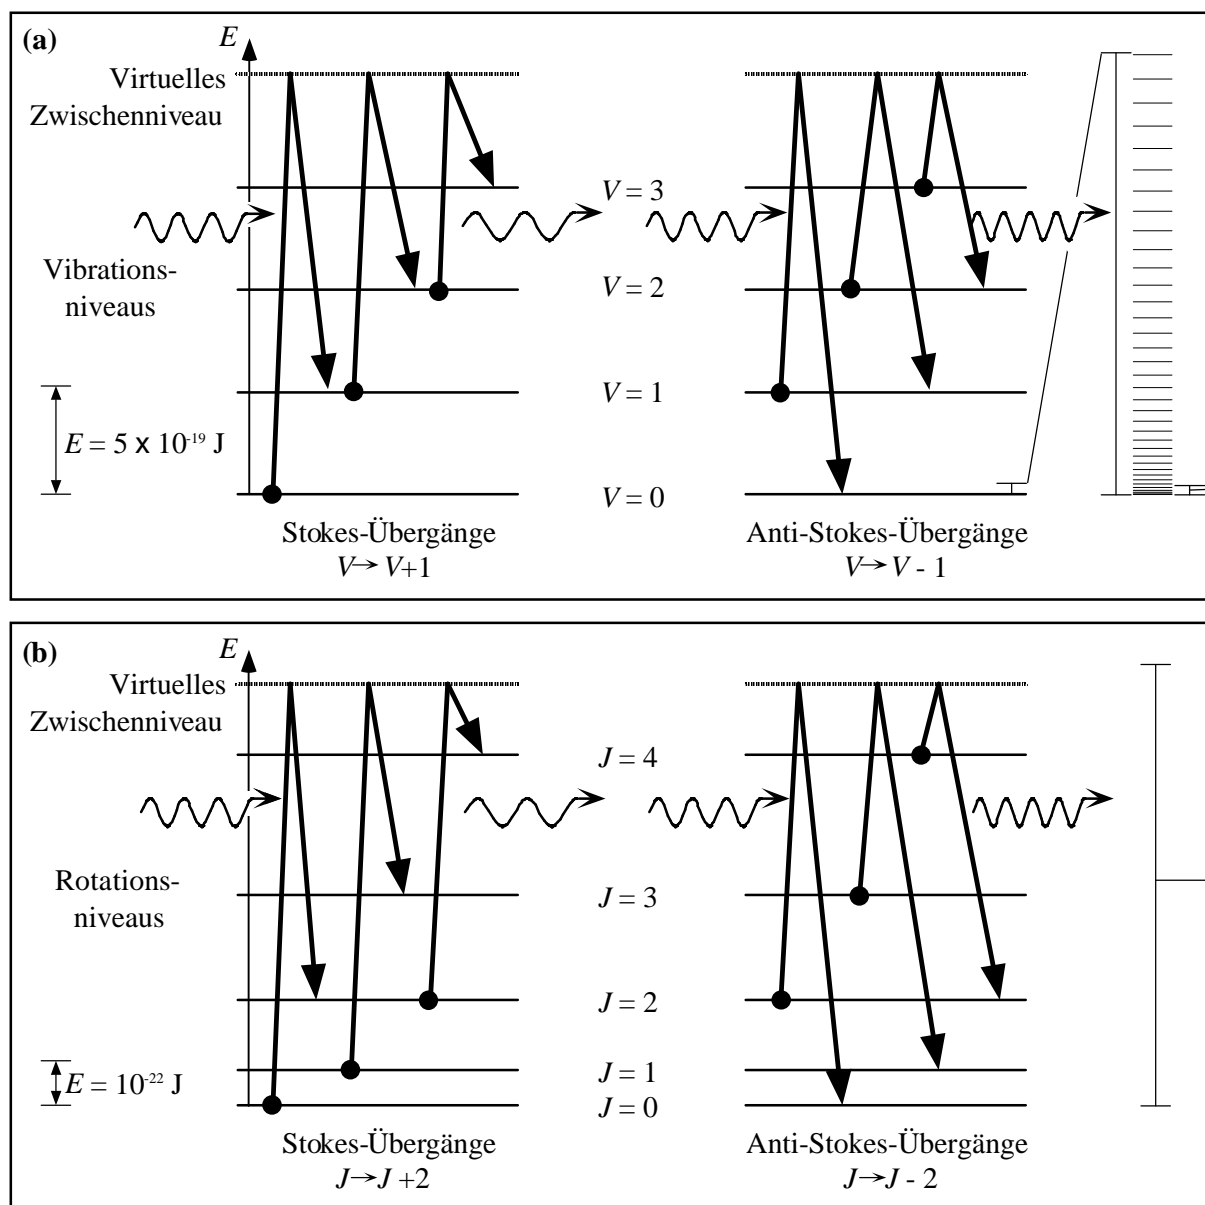 (a)
E
Virtuelles
Zwischenniveau
V = 3
Vibrations-
niveaus
V = 2
V = 1
E = 5 x 10⁻¹⁹ J
V = 0
Stokes-Übergänge
V→ V+1
Anti-Stokes-Übergänge
V→ V - 1
(b)
E
Virtuelles
Zwischenniveau
J = 4
Rotations-
niveaus
J = 3
J = 2
J = 1
E = 10⁻²² J
J = 0
Stokes-Übergänge
J→J +2
Anti-Stokes-Übergänge
J→J - 2